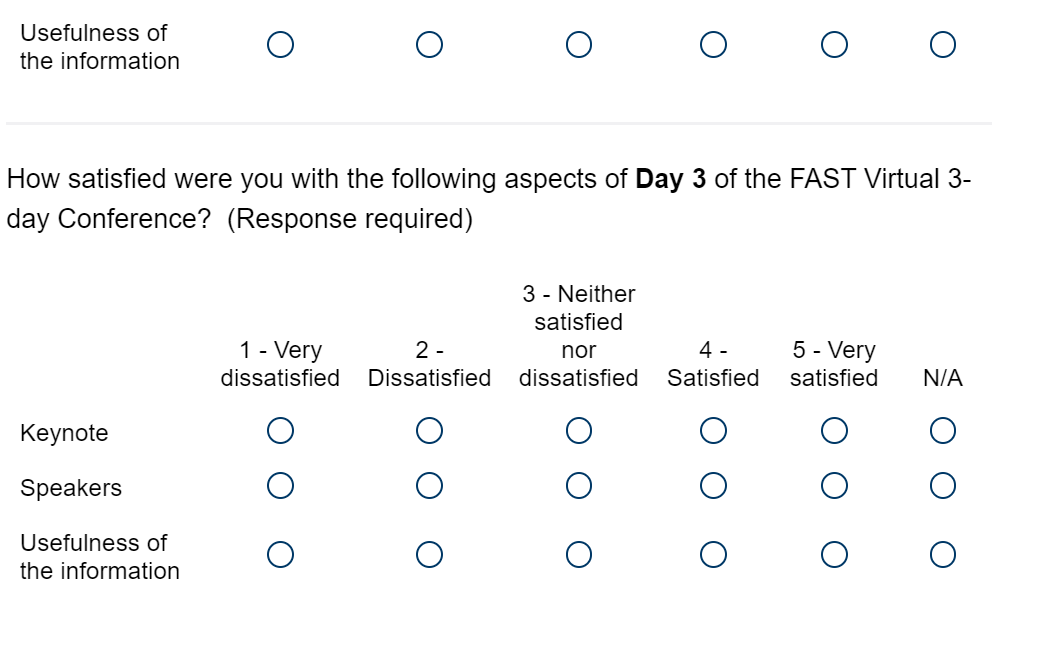 Usefulness of
the information
How satisfied were you with the following aspects of Day 3 of the FAST Virtual 3-
day Conference?  (Response required)
3 - Neither
satisfied
1 - Very 2 - nor 4 - 5 - Very
dissatisfied Dissatisfied dissatisfied Satisfied satisfied N/A
Keynote
Speakers
Usefulness of
the information